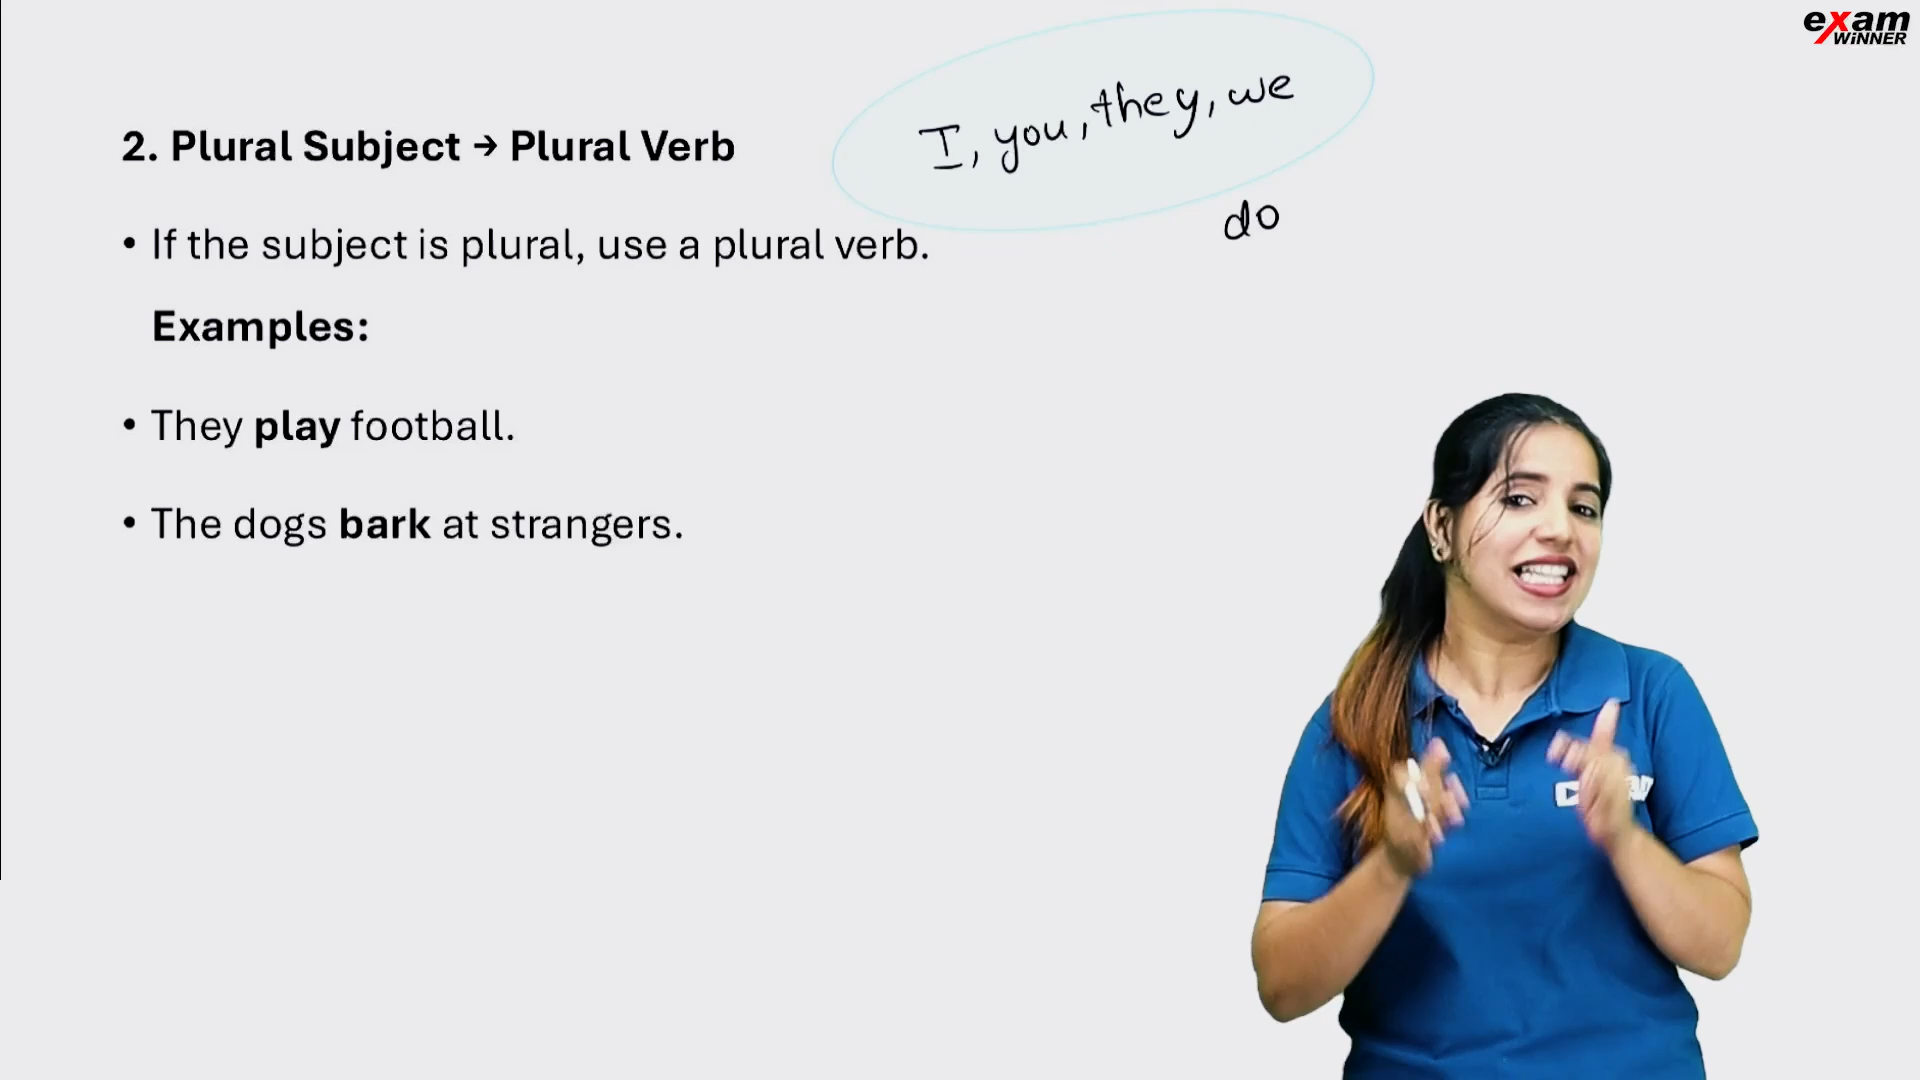 exam
WiNNER
I, you, they, we
2. Plural Subject → Plural Verb
do
• If the subject is plural, use a plural verb.
Examples:
• They play football.
• The dogs bark at strangers.